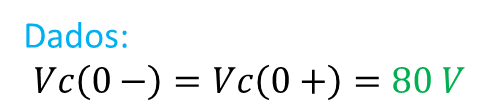 Dados:
Vc(0 −) = Vc(0 +) = 80 V